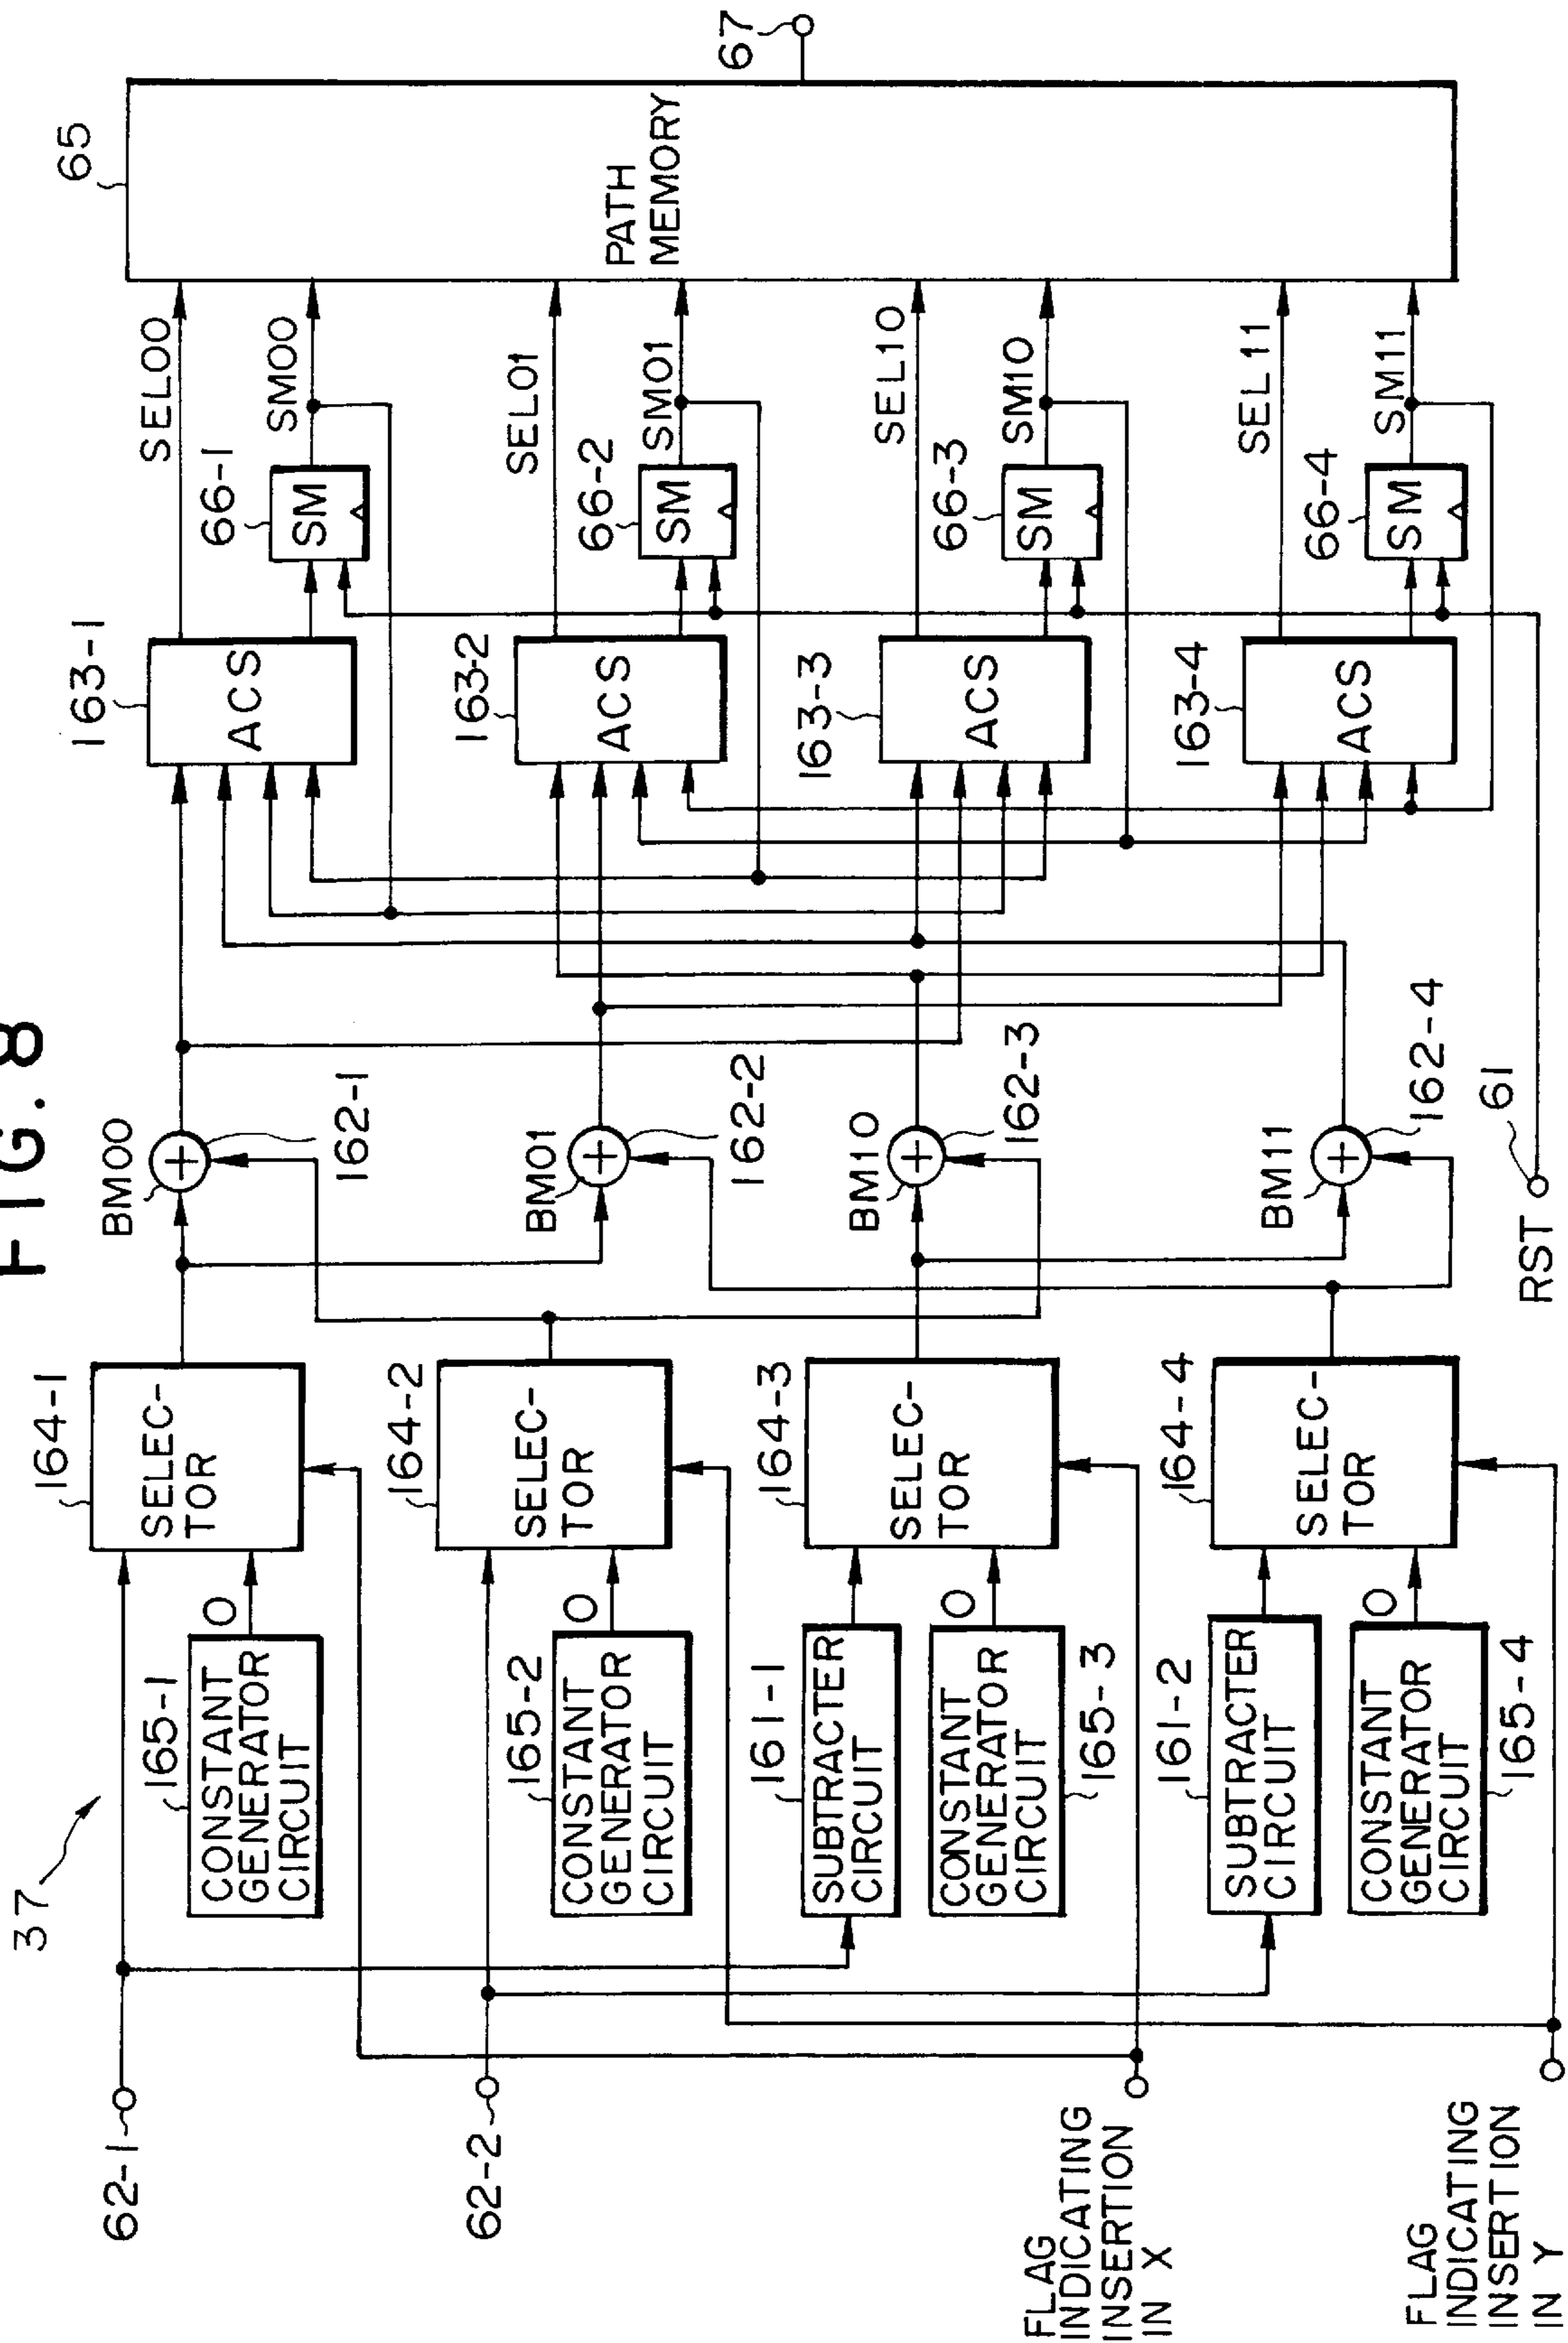 FIG. 8
37
62-1
62-2
FLAG
INDICATING
INSERTION
IN X
FLAG
INDICATING
INSERTION
IN Y
165-1
CONSTANT
GENERATOR
CIRCUIT
0
165-2
CONSTANT
GENERATOR
CIRCUIT
0
161-1
SUBTRACTER
CIRCUIT
CONSTANT
GENERATOR
CIRCUIT
0
165-3
161-2
SUBTRACTER
CIRCUIT
CONSTANT
GENERATOR
CIRCUIT
0
165-4
164-1
SELEC-
TOR
164-2
SELEC-
TOR
164-3
SELEC-
TOR
164-4
SELEC-
TOR
BM00
162-1
BM01
162-2
BM10
162-3
BM11
162-4
RST
61
163-1
ACS
163-2
ACS
163-3
ACS
163-4
ACS
66-1
SM
66-2
SM
66-3
SM
66-4
SM
SEL00
SM00
SEL01
SM01
SEL10
SM10
SEL11
SM11
65
PATH
MEMORY
67